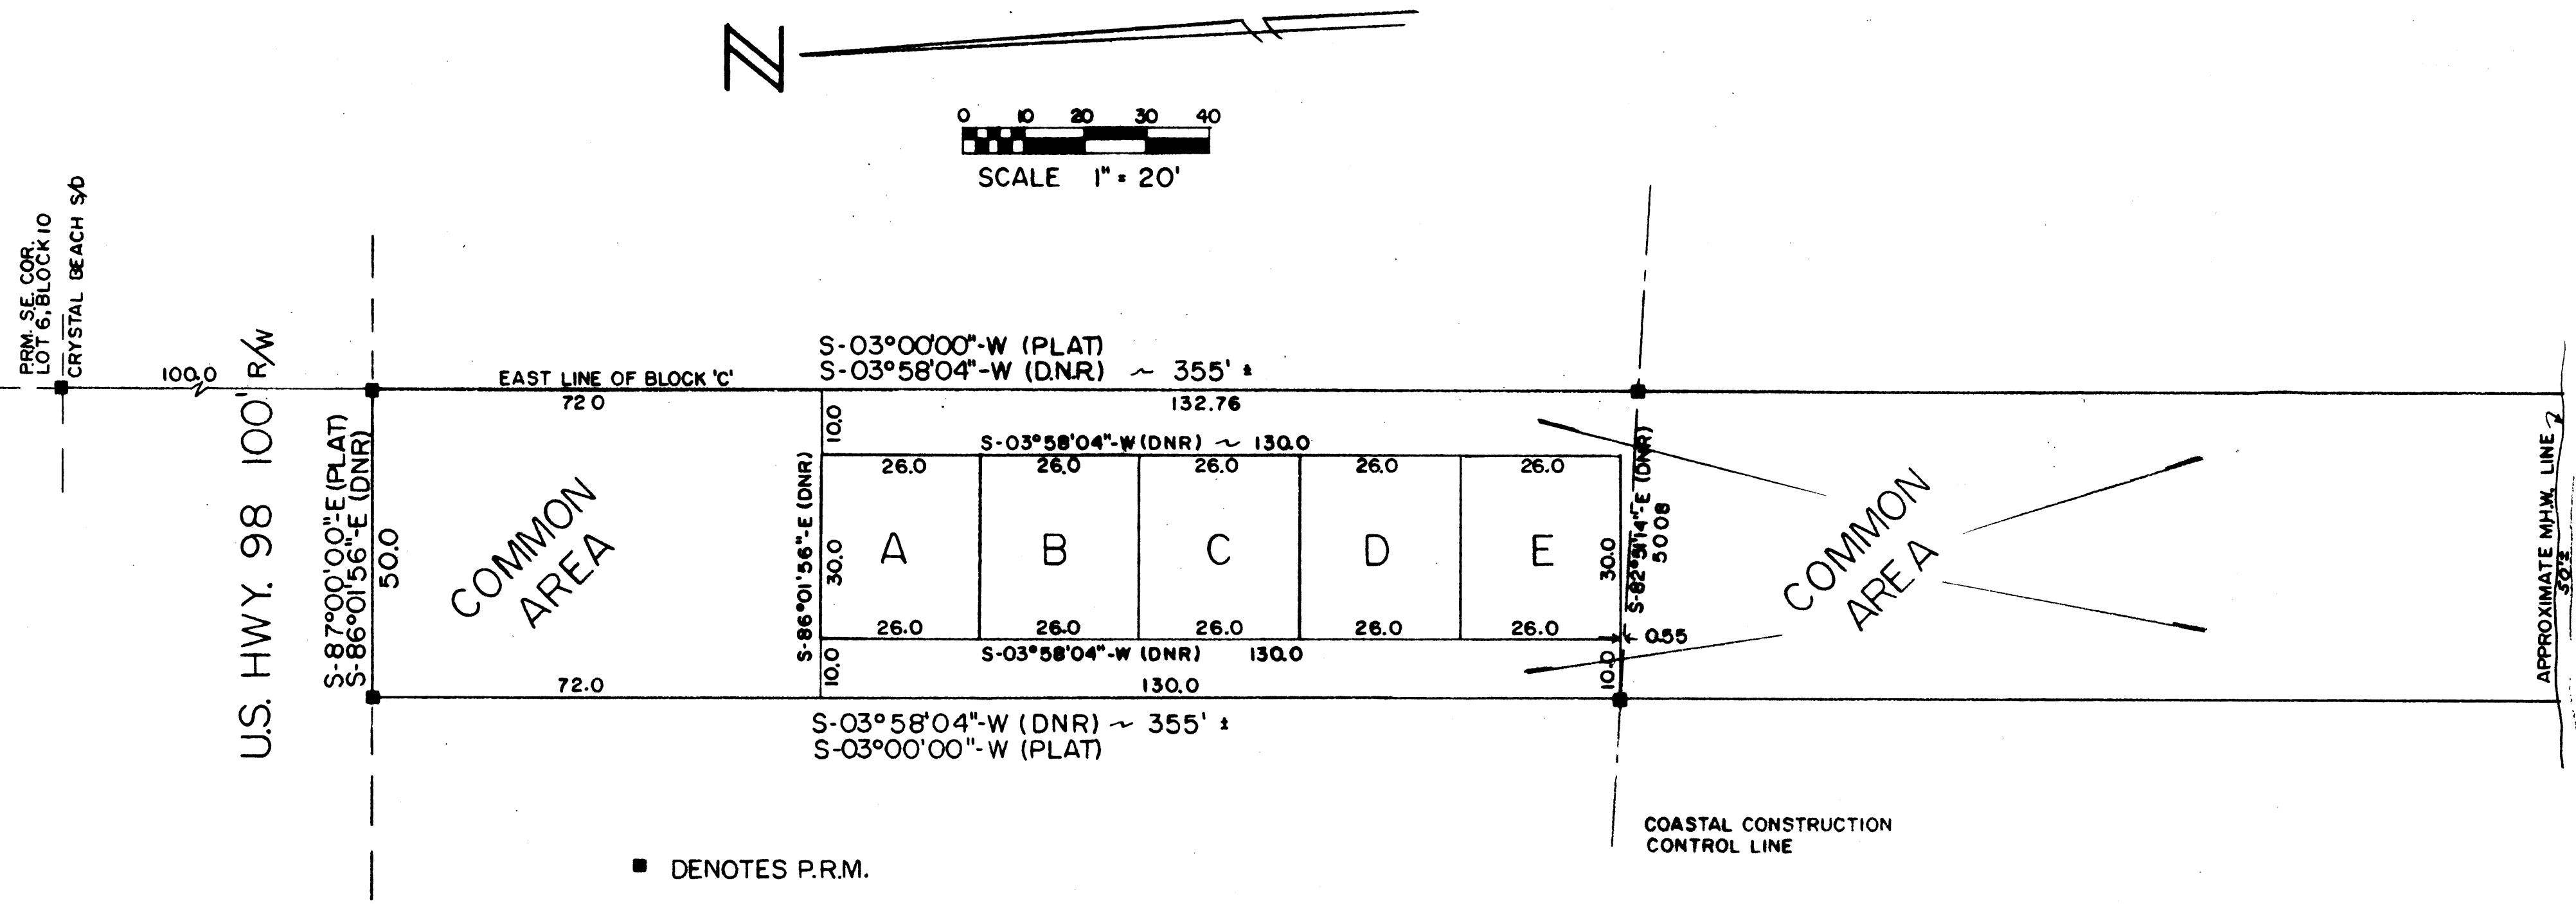 N
0 10 20 30 40
SCALE 1" = 20'
P.R.M. S.E. COR.
LOT 6, BLOCK 10
CRYSTAL BEACH S/D
100.0
U.S. HWY. 98 100' R/W
S-87°00'00"-E (PLAT)
S-86°01'56"-E (DNR)
50.0
EAST LINE OF BLOCK 'C'
72.0
S-03°00'00"-W (PLAT)
S-03°58'04"-W (D.N.R) ~ 355' ±
132.76
COMMON
AREA
10.0
S-86°01'56"-E (DNR)
30.0
10.0
S-03°58'04"-W (DNR) ~ 130.0
26.0 26.0 26.0 26.0 26.0
A B C D E
26.0 26.0 26.0 26.0 26.0
S-03°58'04"-W (DNR) 130.0
30.0
10.0
S-82°51'14"-E (DNR)
50.08
0.55
COMMON
AREA
APPROXIMATE M.H.W. LINE
50'±
72.0
130.0
S-03°58'04"-W (DNR) ~ 355' ±
S-03°00'00"-W (PLAT)
COASTAL CONSTRUCTION
CONTROL LINE
DENOTES P.R.M.